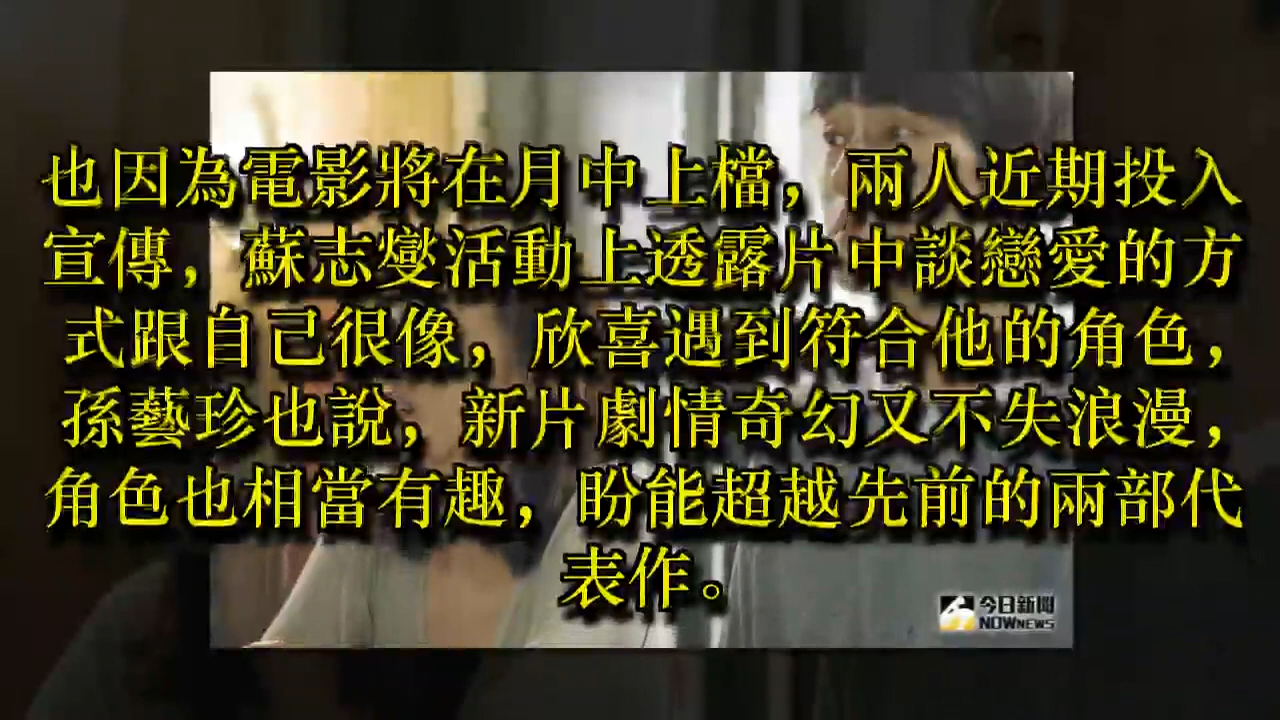 也因為電影將在月中上檔，兩人近期投入
宣傳，蘇志燮活動上透露片中談戀愛的方
式跟自己很像，欣喜遇到符合他的角色，
孫藝珍也說，新片劇情奇幻又不失浪漫，
角色也相當有趣，盼能超越先前的兩部代
表作。
今日新聞
NOWNEWS